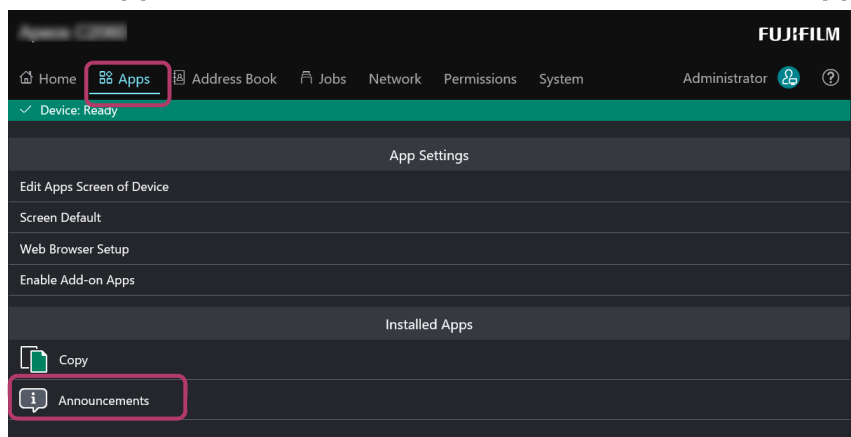 FUJIFILM
Home Apps Address Book Jobs Network Permissions System Administrator
Device: Ready
App Settings
Edit Apps Screen of Device
Screen Default
Web Browser Setup
Enable Add-on Apps
Installed Apps
Copy
Announcements